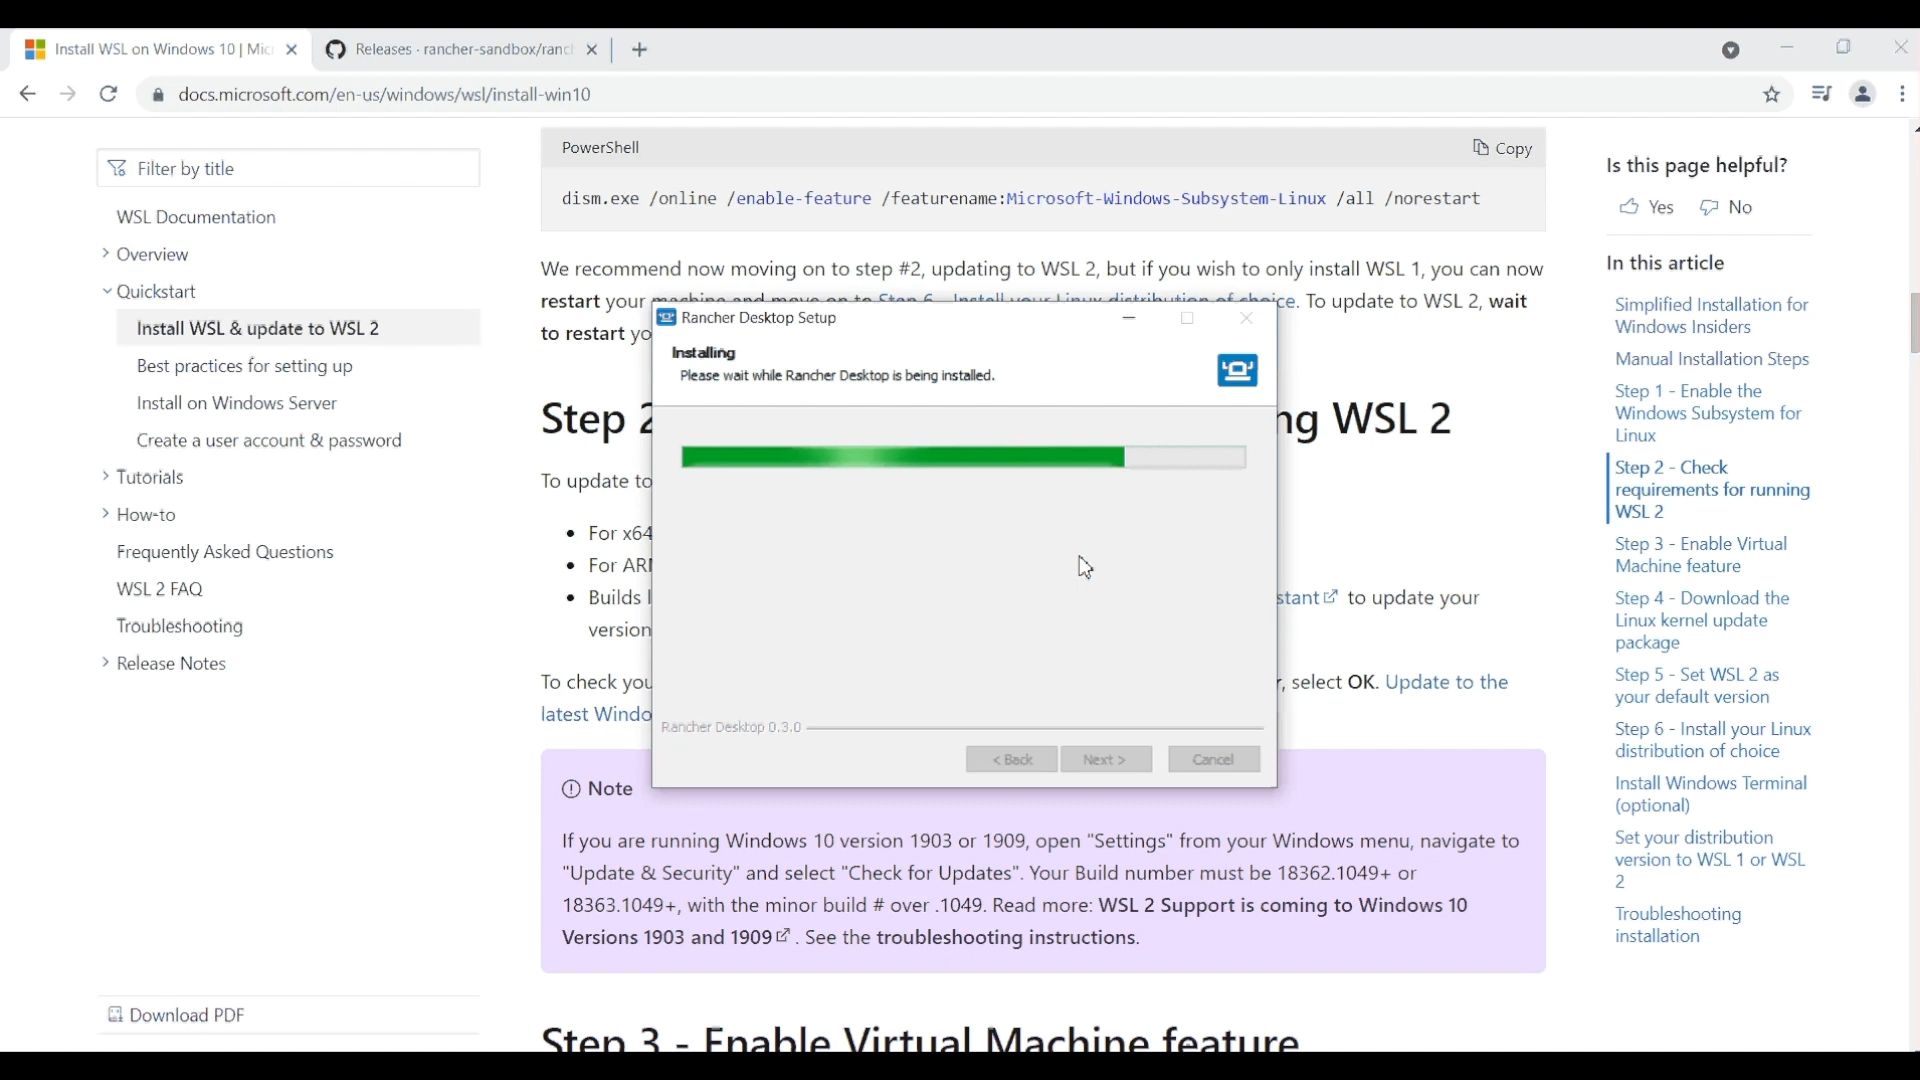 Install WSL on Windows 10 | Mic
Releases · rancher-sandbox/ranc
docs.microsoft.com/en-us/windows/wsl/install-win10
Filter by title
WSL Documentation
Overview
Quickstart
Install WSL & update to WSL 2
Best practices for setting up
Install on Windows Server
Create a user account & password
Tutorials
How-to
Frequently Asked Questions
WSL 2 FAQ
Troubleshooting
Release Notes
Download PDF
PowerShell
Copy
dism.exe /online /enable-feature /featurename:Microsoft-Windows-Subsystem-Linux /all /norestart
We recommend now moving on to step #2, updating to WSL 2, but if you wish to only install WSL 1, you can now
restart your machine and move on to Step 6 - Install your Linux distribution of choice. To update to WSL 2, wait
to restart yo
Step 2
ng WSL 2
To update to
For x64
For AR
Builds l
stant to update your
version
To check you
r, select OK. Update to the
latest Windo
Rancher Desktop Setup
Installing
Please wait while Rancher Desktop is being installed.
Rancher Desktop 0.3.0
< Back
Next >
Cancel
Note
If you are running Windows 10 version 1903 or 1909, open "Settings" from your Windows menu, navigate to
"Update & Security" and select "Check for Updates". Your Build number must be 18362.1049+ or
18363.1049+, with the minor build # over .1049. Read more: WSL 2 Support is coming to Windows 10
Versions 1903 and 1909 . See the troubleshooting instructions.
Step 3 - Enable Virtual Machine feature
Is this page helpful?
Yes
No
In this article
Simplified Installation for
Windows Insiders
Manual Installation Steps
Step 1 - Enable the
Windows Subsystem for
Linux
Step 2 - Check
requirements for running
WSL 2
Step 3 - Enable Virtual
Machine feature
Step 4 - Download the
Linux kernel update
package
Step 5 - Set WSL 2 as
your default version
Step 6 - Install your Linux
distribution of choice
Install Windows Terminal
(optional)
Set your distribution
version to WSL 1 or WSL
2
Troubleshooting
installation